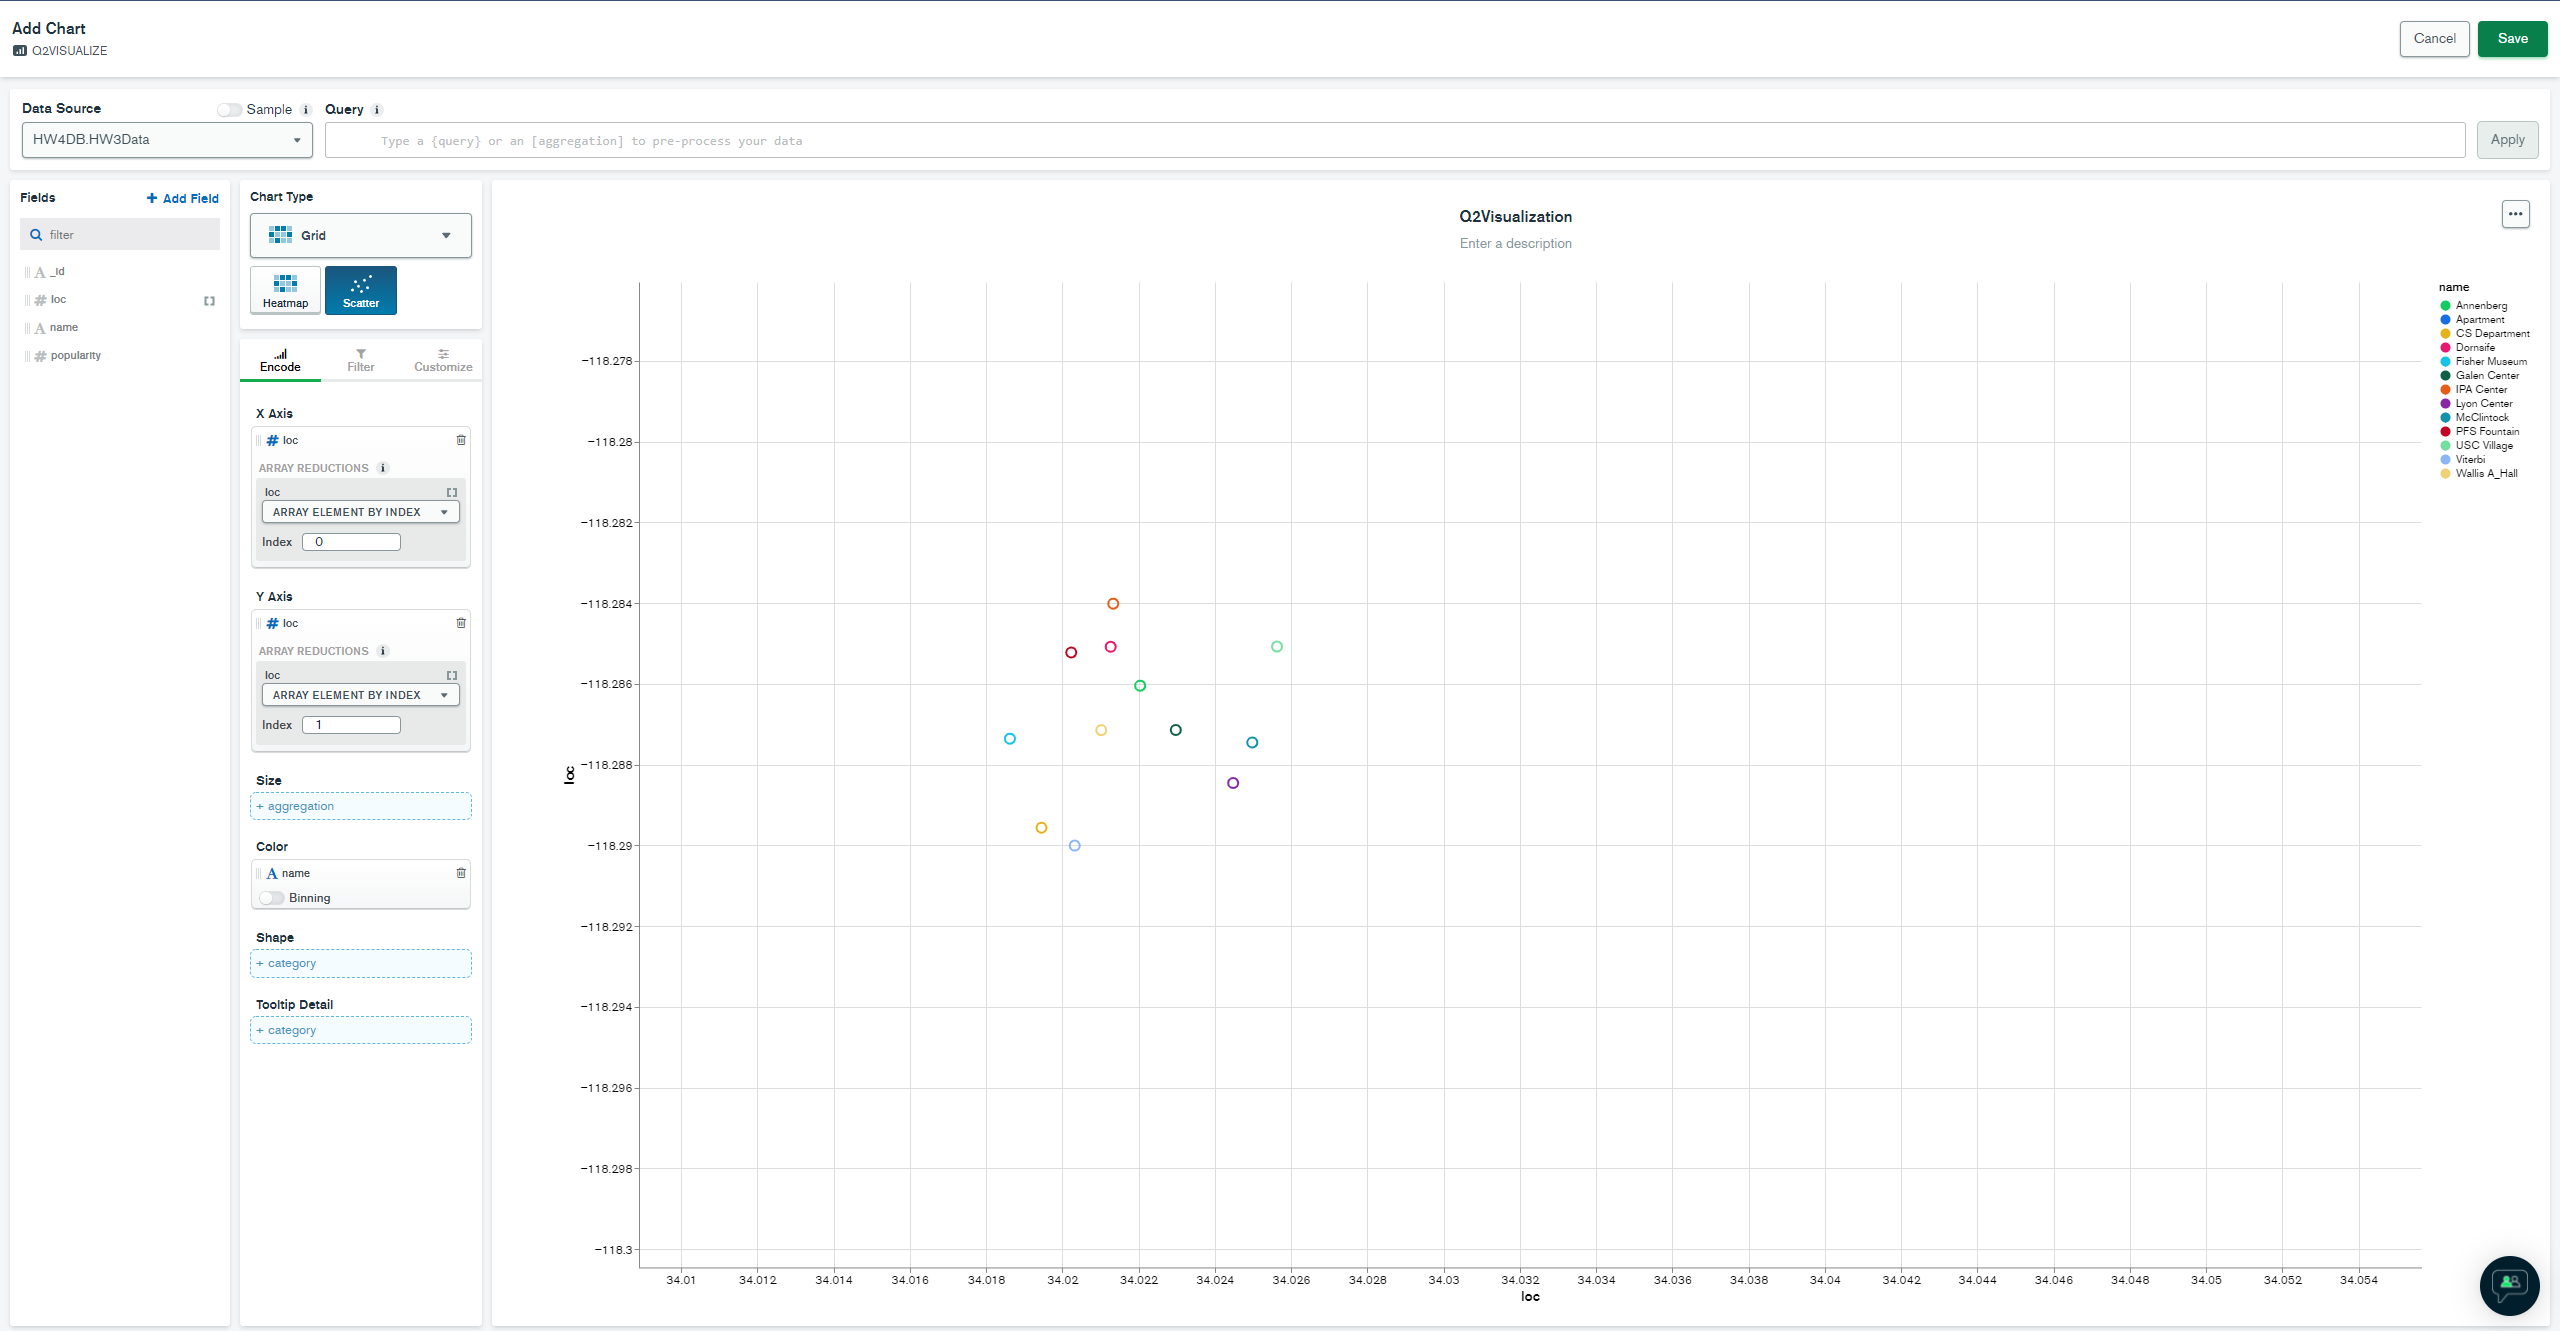 Add Chart
Q2VISUALIZE
Cancel
Save
Data Source
Sample
Query
HW4DB.HW3Data
Type a {query} or an [aggregation] to pre-process your data
Apply
Fields
+ Add Field
filter
_id
loc
name
popularity
Chart Type
Grid
Heatmap
Scatter
Encode
Filter
Customize
X Axis
# loc
ARRAY REDUCTIONS
loc
ARRAY ELEMENT BY INDEX
Index 0
Y Axis
# loc
ARRAY REDUCTIONS
loc
ARRAY ELEMENT BY INDEX
Index 1
Size
+ aggregation
Color
A name
Binning
Shape
+ category
Tooltip Detail
+ category
Q2Visualization
Enter a description
−118.278
−118.28
−118.282
−118.284
−118.286
−118.288
−118.29
−118.292
−118.294
−118.296
−118.298
−118.3
loc
34.01 34.012 34.014 34.016 34.018 34.02 34.022 34.024 34.026 34.028 34.03 34.032 34.034 34.036 34.038 34.04 34.042 34.044 34.046 34.048 34.05 34.052 34.054
loc
name
Annenberg
Apartment
CS Department
Dornsife
Fisher Museum
Galen Center
IPA Center
Lyon Center
McClintock
PFS Fountain
USC Village
Viterbi
Wallis A_Hall